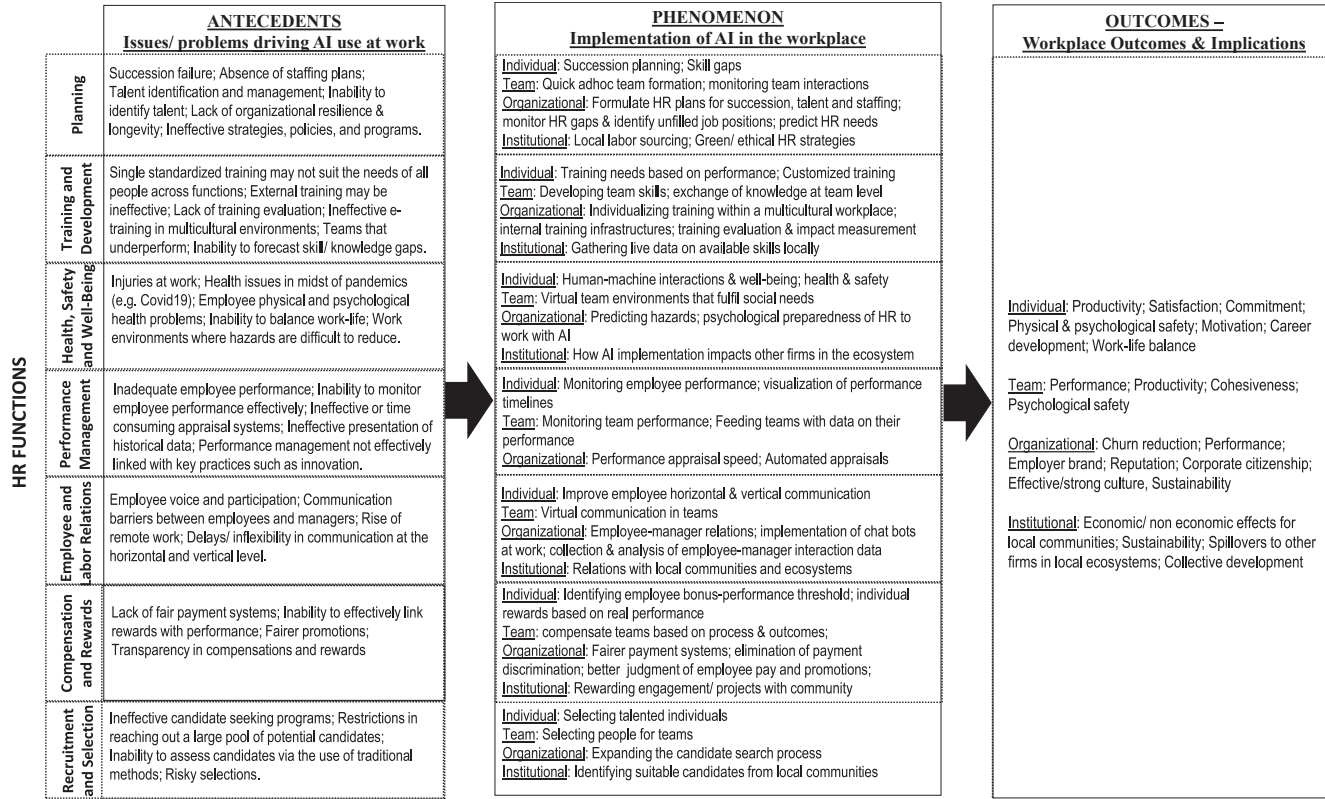 HR FUNCTIONS
ANTECEDENTS
Issues/ problems driving AI use at work
PHENOMENON
Implementation of AI in the workplace
OUTCOMES –
Workplace Outcomes & Implications
Planning
Succession failure; Absence of staffing plans;
Talent identification and management; Inability to
identify talent; Lack of organizational resilience &
longevity; Ineffective strategies, policies, and programs.
Individual: Succession planning; Skill gaps
Team: Quick adhoc team formation; monitoring team interactions
Organizational: Formulate HR plans for succession, talent and staffing;
monitor HR gaps & identify unfilled job positions; predict HR needs
Institutional: Local labor sourcing; Green/ ethical HR strategies
Training and
Development
Single standardized training may not suit the needs of all
people across functions; External training may be
ineffective; Lack of training evaluation; Ineffective e-
training in multicultural environments; Teams that
underperform; Inability to forecast skill/ knowledge gaps.
Individual: Training needs based on performance; Customized training
Team: Developing team skills; exchange of knowledge at team level
Organizational: Individualizing training within a multicultural workplace;
internal training infrastructures; training evaluation & impact measurement
Institutional: Gathering live data on available skills locally
Health, Safety
and Well-Being
Injuries at work; Health issues in midst of pandemics
(e.g. Covid19); Employee physical and psychological
health problems; Inability to balance work-life; Work
environments where hazards are difficult to reduce.
Individual: Human-machine interactions & well-being; health & safety
Team: Virtual team environments that fulfil social needs
Organizational: Predicting hazards; psychological preparedness of HR to
work with AI
Institutional: How AI implementation impacts other firms in the ecosystem
Performance
Management
Inadequate employee performance; Inability to monitor
employee performance effectively; Ineffective or time
consuming appraisal systems; Ineffective presentation of
historical data; Performance management not effectively
linked with key practices such as innovation.
Individual: Monitoring employee performance; visualization of performance
timelines
Team: Monitoring team performance; Feeding teams with data on their
performance
Organizational: Performance appraisal speed; Automated appraisals
Employee and
Labor Relations
Employee voice and participation; Communication
barriers between employees and managers; Rise of
remote work; Delays/ inflexibility in communication at the
horizontal and vertical level.
Individual: Improve employee horizontal & vertical communication
Team: Virtual communication in teams
Organizational: Employee-manager relations; implementation of chat bots
at work; collection & analysis of employee-manager interaction data
Institutional: Relations with local communities and ecosystems
Compensation
and Rewards
Lack of fair payment systems; Inability to effectively link
rewards with performance; Fairer promotions;
Transparency in compensations and rewards
Individual: Identifying employee bonus-performance threshold; individual
rewards based on real performance
Team: compensate teams based on process & outcomes;
Organizational: Fairer payment systems; elimination of payment
discrimination; better judgment of employee pay and promotions;
Institutional: Rewarding engagement/ projects with community
Recruitment
and Selection
Ineffective candidate seeking programs; Restrictions in
reaching out a large pool of potential candidates;
Inability to assess candidates via the use of traditional
methods; Risky selections.
Individual: Selecting talented individuals
Team: Selecting people for teams
Organizational: Expanding the candidate search process
Institutional: Identifying suitable candidates from local communities
Individual: Productivity; Satisfaction; Commitment;
Physical & psychological safety; Motivation; Career
development; Work-life balance
Team: Performance; Productivity; Cohesiveness;
Psychological safety
Organizational: Churn reduction; Performance;
Employer brand; Reputation; Corporate citizenship;
Effective/strong culture, Sustainability
Institutional: Economic/ non economic effects for
local communities; Sustainability; Spillovers to other
firms in local ecosystems; Collective development